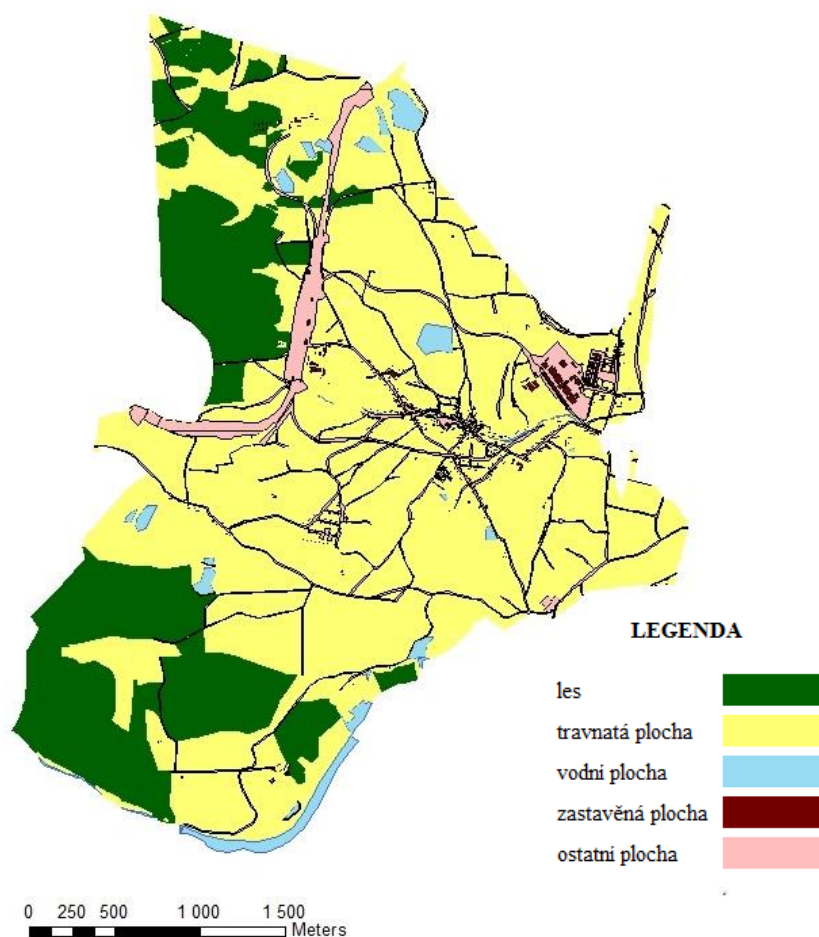 LEGENDA
les
travnatá plocha
vodní plocha
zastavěná plocha
ostatní plocha
0 250 500 1 000 1 500
Meters